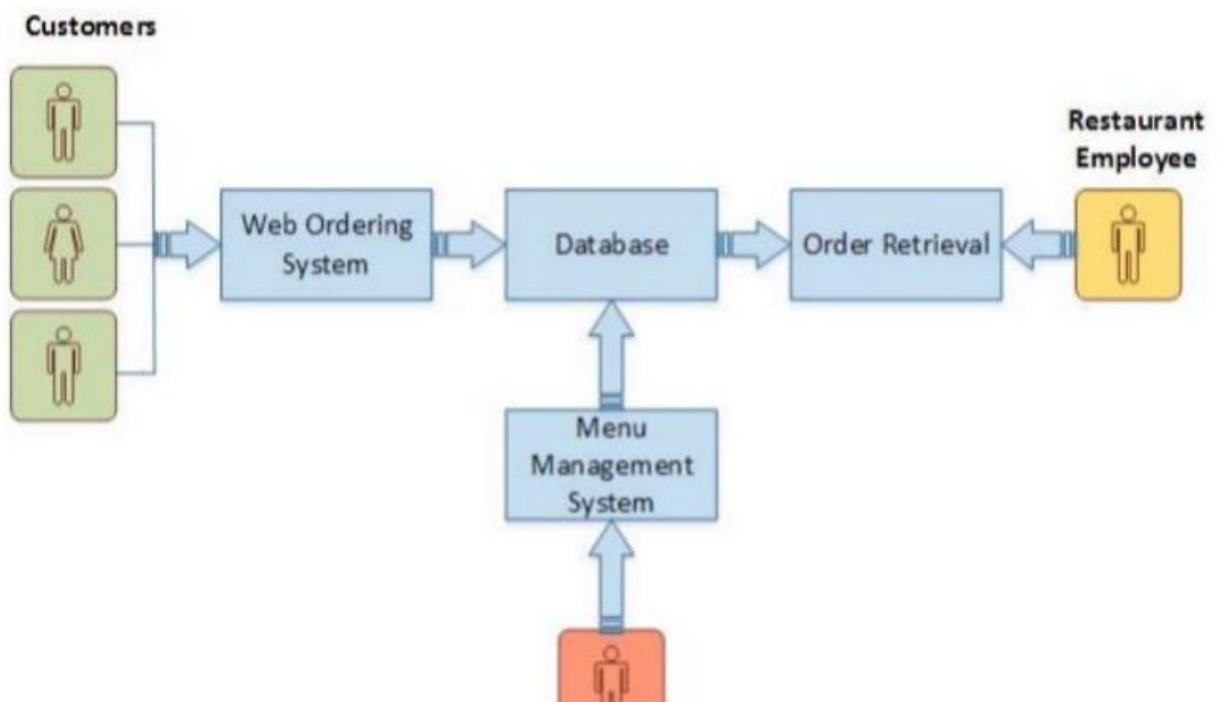 Customers
Restaurant
Employee
Web Ordering
System
Database
Order Retrieval
Menu
Management
System